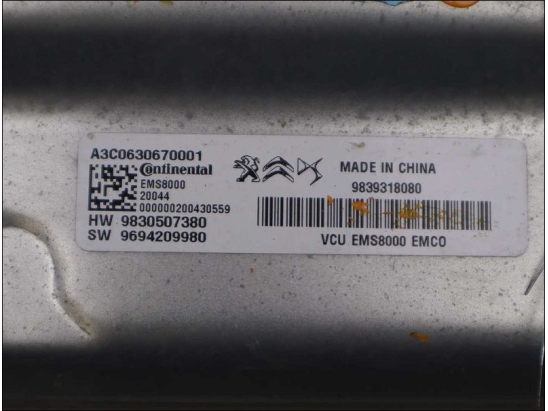 A3C0630670001
Continental
EMS8000
20044
000000200430559
HW 9830507380
SW 9694209980
MADE IN CHINA
9839318080
VCU EMS8000 EMCO